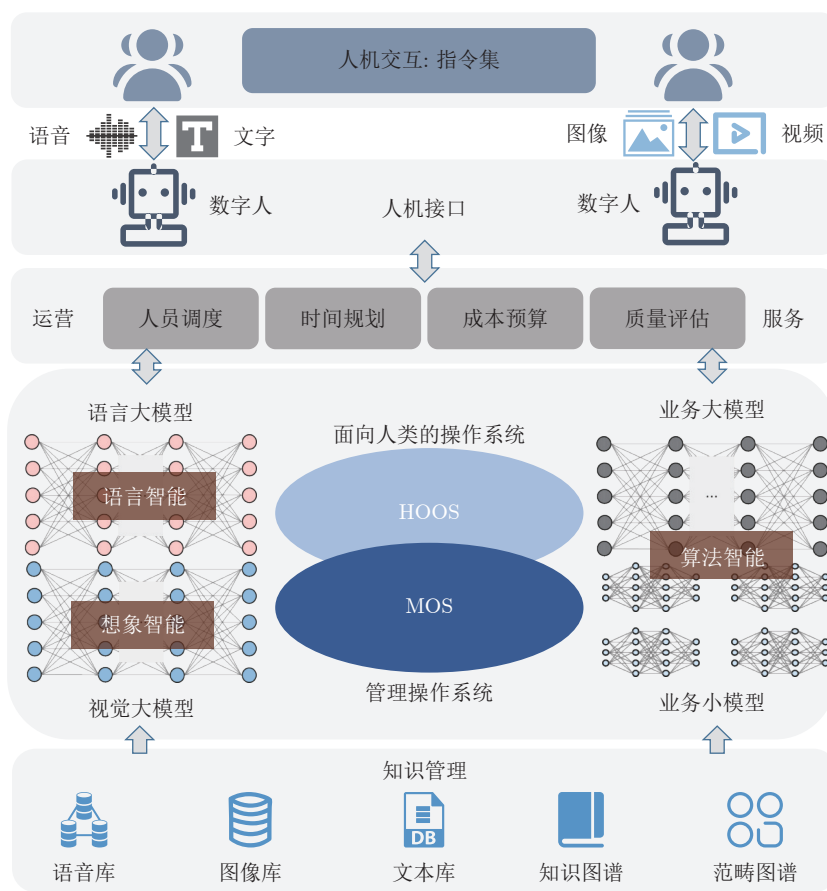 人机交互: 指令集
语音
T
文字
图像
视频
数字人
人机接口
数字人
运营
人员调度
时间规划
成本预算
质量评估
服务
语言大模型
业务大模型
面向人类的操作系统
语言智能
HOOS
...
算法智能
MOS
想象智能
管理操作系统
视觉大模型
业务小模型
知识管理
DB
语音库
图像库
文本库
知识图谱
范畴图谱